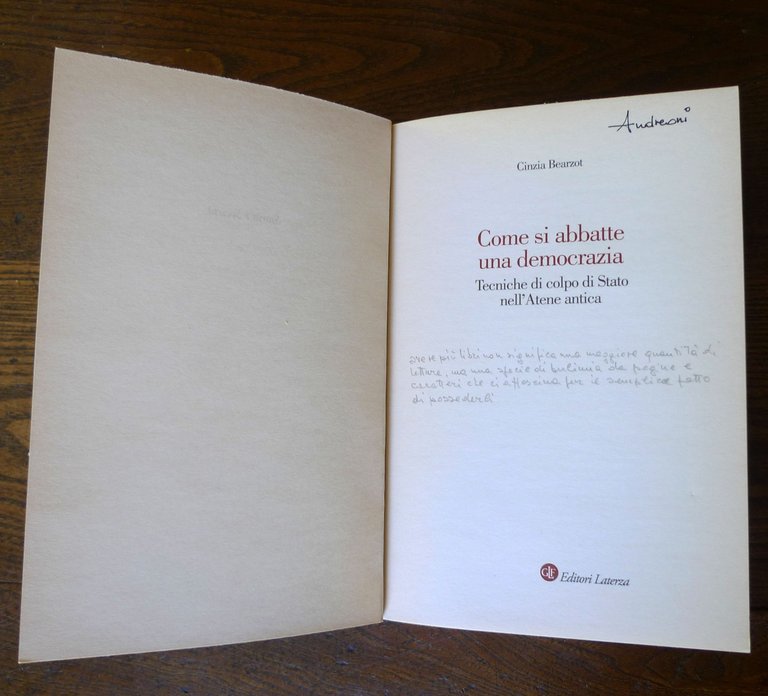 Andreoni
Cinzia Bearzot
Come si abbatte
una democrazia
Tecniche di colpo di Stato
nell'Atene antica
avere più libri non significa una maggiore quantità di
letture, ma una specie di bulimia da pagine e
caratteri che ci affascina per il semplice fatto
di possederli
GLF Editori Laterza